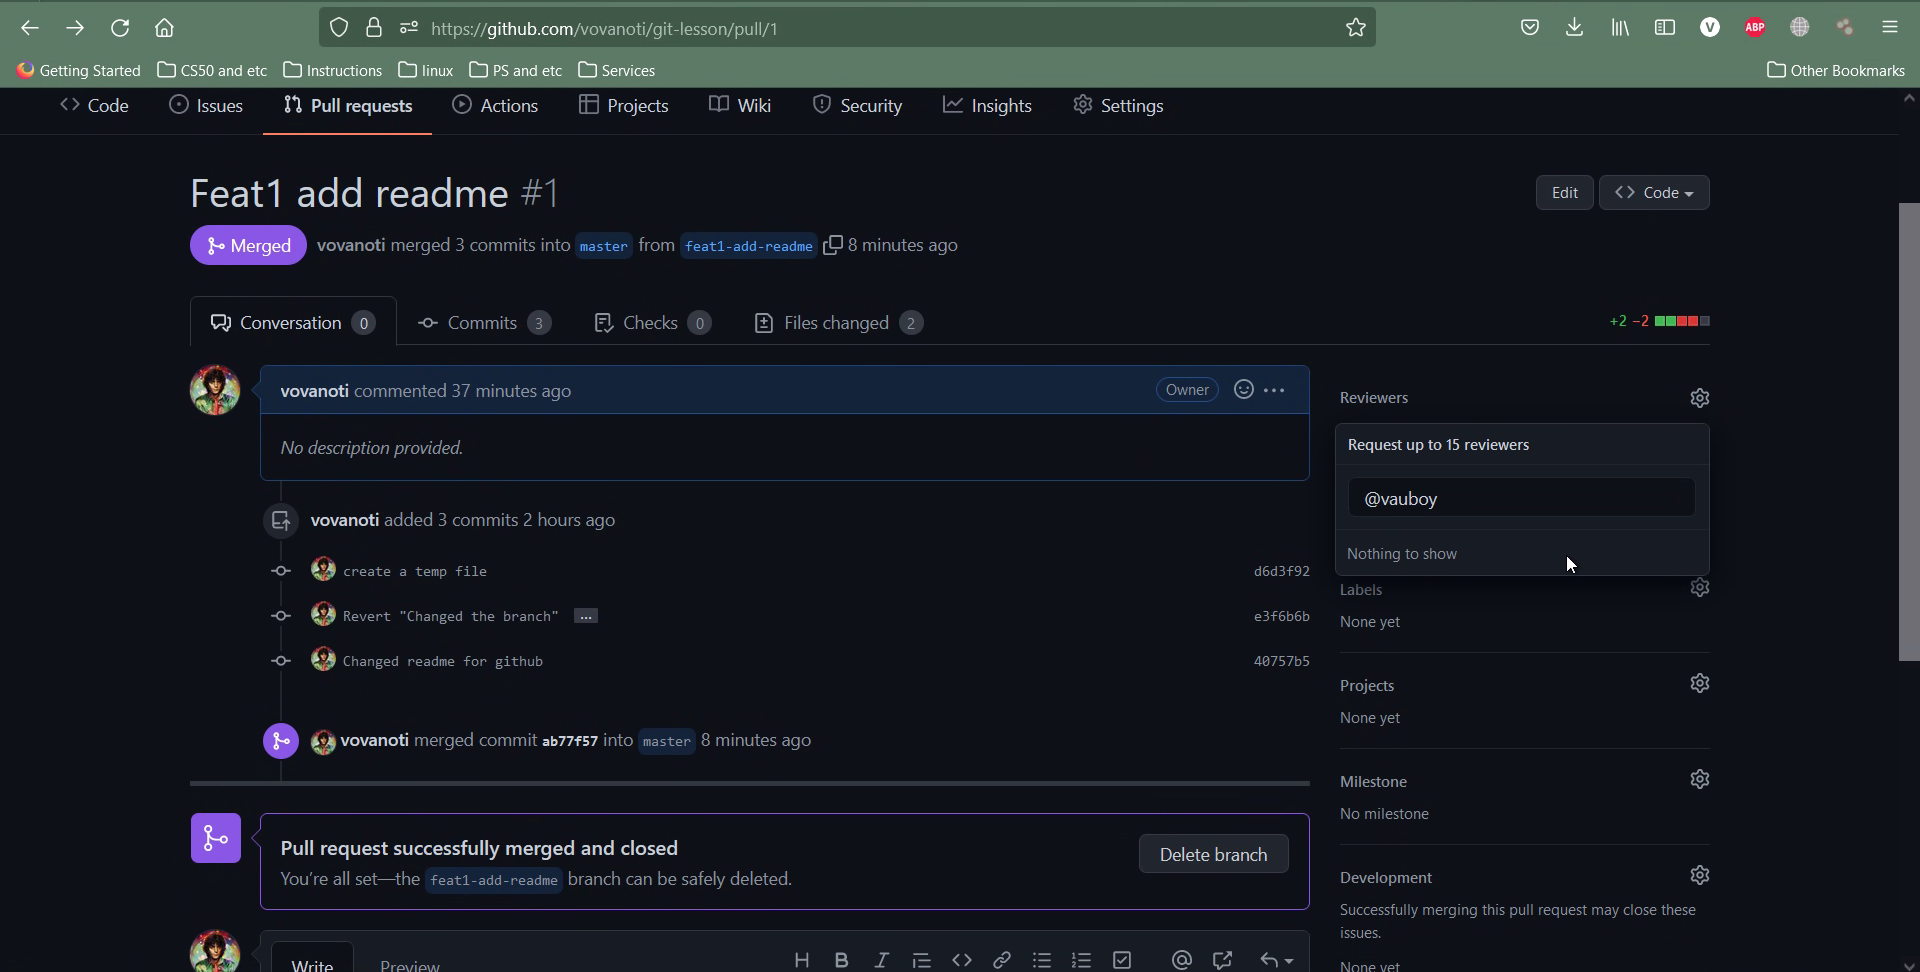 https://github.com/vovanoti/git-lesson/pull/1
V
ABP
Getting Started CS50 and etc Instructions linux PS and etc Services Other Bookmarks
Code Issues Pull requests Actions Projects Wiki Security Insights Settings
Feat1 add readme #1
Edit
Code
Merged
vovanoti merged 3 commits into master from feat1-add-readme 8 minutes ago
Conversation 0 Commits 3 Checks 0 Files changed 2
+2 −2
vovanoti commented 37 minutes ago
Owner
No description provided.
vovanoti added 3 commits 2 hours ago
create a temp file d6d3f92
Revert "Changed the branch" ... e3f6b6b
Changed readme for github 40757b5
vovanoti merged commit ab77f57 into master 8 minutes ago
Pull request successfully merged and closed
You're all set—the feat1-add-readme branch can be safely deleted.
Delete branch
Write Preview
H B I
Reviewers
Request up to 15 reviewers
@vauboy
Nothing to show
Labels
None yet
Projects
None yet
Milestone
No milestone
Development
Successfully merging this pull request may close these
issues.
None yet